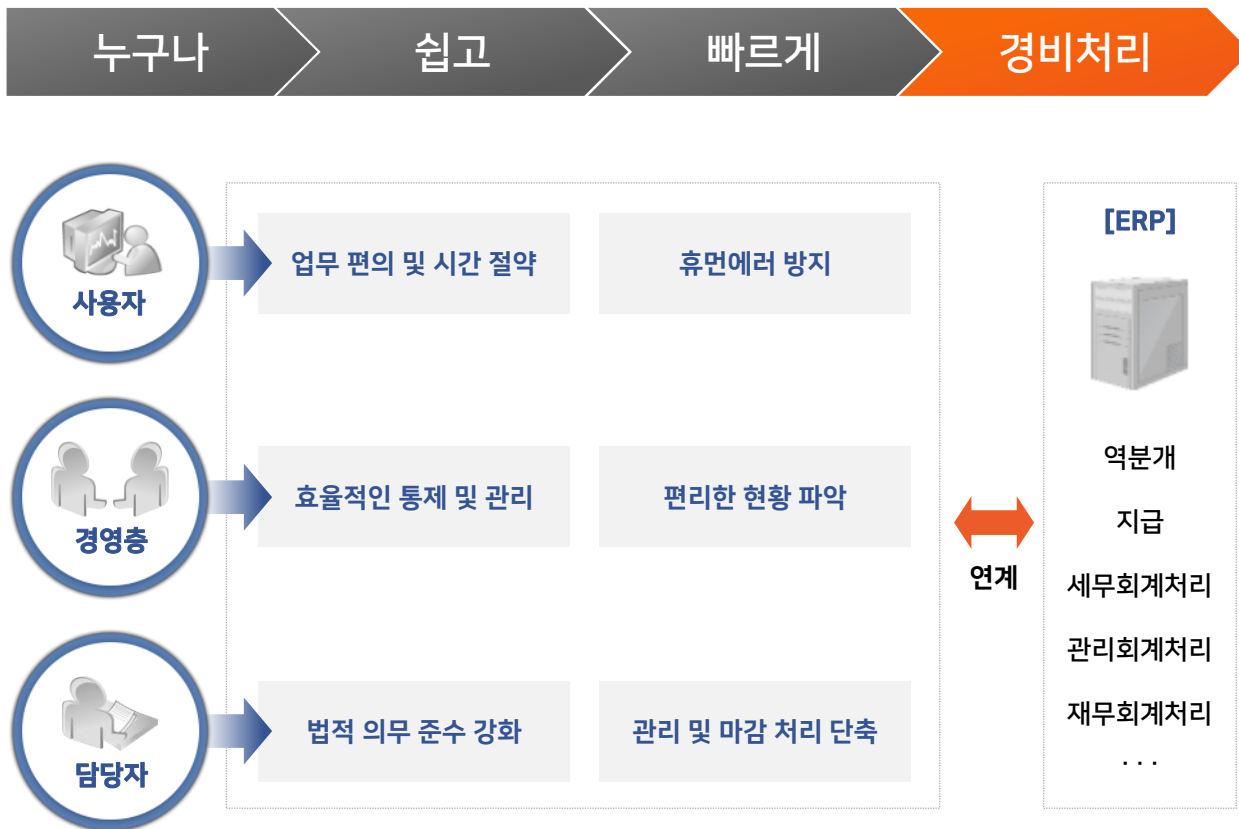 누구나
쉽고
빠르게
경비처리
사용자
업무 편의 및 시간 절약
휴먼에러 방지
경영층
효율적인 통제 및 관리
편리한 현황 파악
담당자
법적 의무 준수 강화
관리 및 마감 처리 단축
연계
[ERP]
역분개
지급
세무회계처리
관리회계처리
재무회계처리
. . .